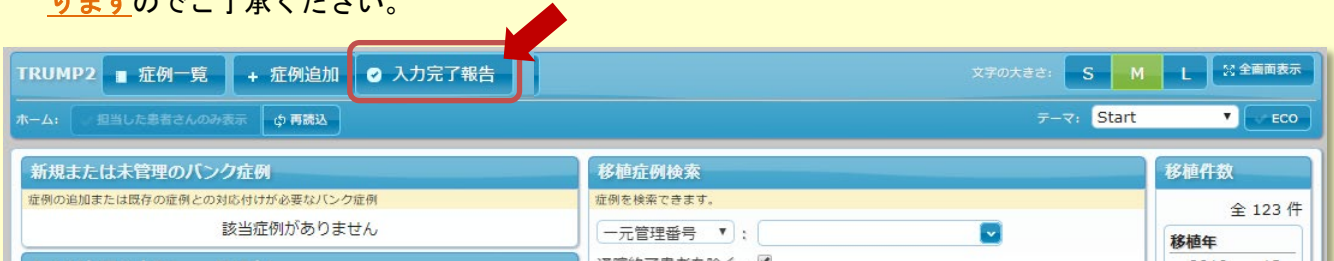 りますのでご了承ください。
TRUMP2 症例一覧 + 症例追加 入力完了報告 文字の大きさ: S M L 全画面表示
ホーム: 担当した患者さんのみ表示 再読込 テーマ: Start ECO
新規または未管理のバンク症例 移植症例検索 移植件数
症例の追加または既存の症例との対応付けが必要なバンク症例 症例を検索できます。
全 123 件
該当症例がありません 一元管理番号 :
移植年